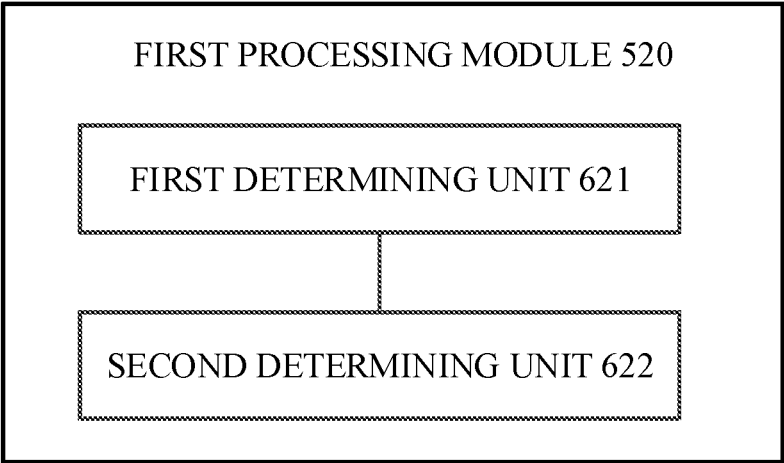 FIRST PROCESSING MODULE 520
FIRST DETERMINING UNIT 621
SECOND DETERMINING UNIT 622